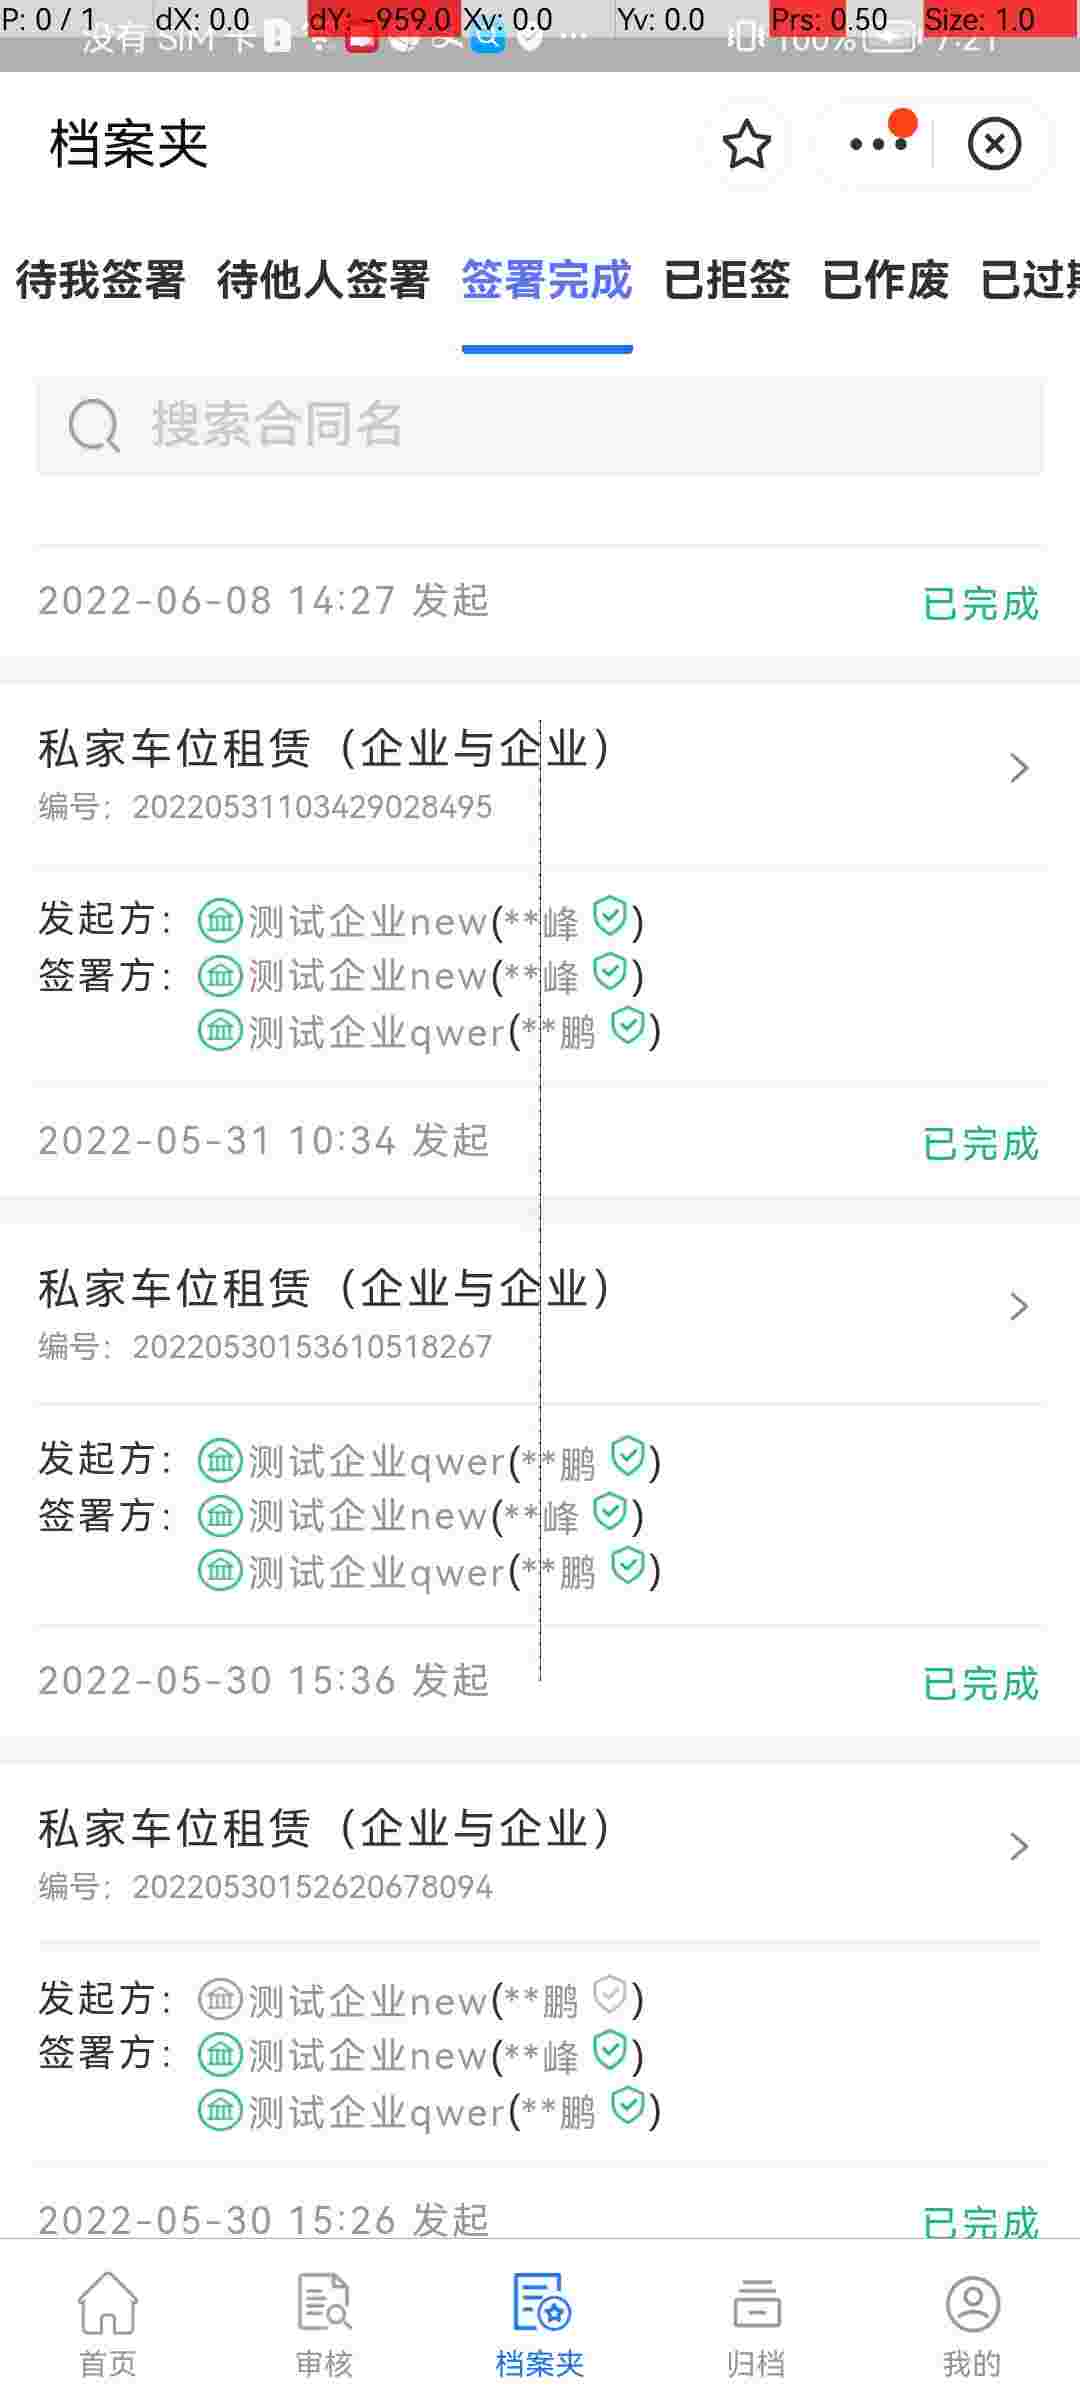 P: 0 / 1 dX: 0.0 dY: -959.0 Xv: 0.0 Yv: 0.0 Prs: 0.50 Size: 1.0
没有 SIM 卡 100% 7:21
档案夹
待我签署 待他人签署 签署完成 已拒签 已作废 已过期
搜索合同名
2022-06-08 14:27 发起 已完成
私家车位租赁（企业与企业）
编号：20220531103429028495
发起方：测试企业new(**峰)
签署方：测试企业new(**峰)
测试企业qwer(**鹏)
2022-05-31 10:34 发起 已完成
私家车位租赁（企业与企业）
编号：20220530153610518267
发起方：测试企业qwer(**鹏)
签署方：测试企业new(**峰)
测试企业qwer(**鹏)
2022-05-30 15:36 发起 已完成
私家车位租赁（企业与企业）
编号：20220530152620678094
发起方：测试企业new(**鹏)
签署方：测试企业new(**峰)
测试企业qwer(**鹏)
2022-05-30 15:26 发起 已完成
首页 审核 档案夹 归档 我的